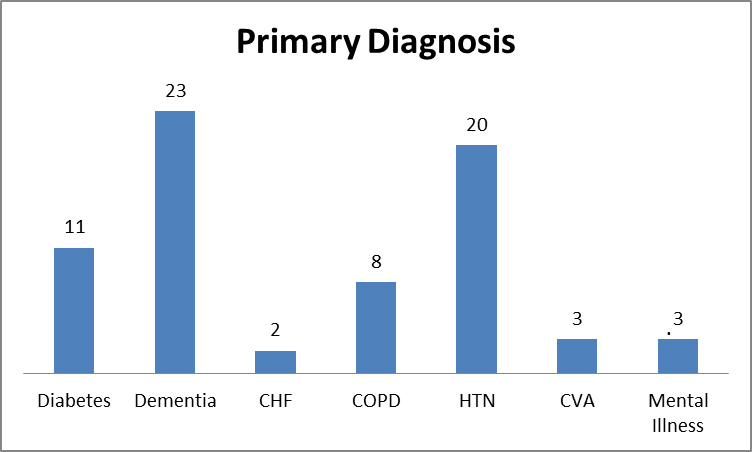 Primary Diagnosis
23
20
11
8
3
.3
2
Diabetes Dementia CHF COPD HTN CVA Mental
Illness